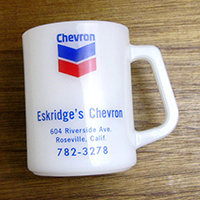 Chevron
Eskridge's Chevron
604 Riverside Ave.
Roseville, Calif.
782-3278